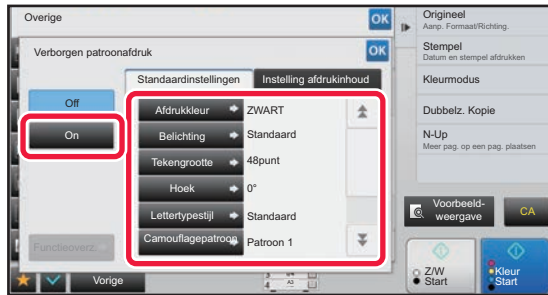 Overige
OK
Verborgen patroonafdruk
OK
Standaardinstellingen
Instelling afdrukinhoud
Off
On
Afdrukkleur
ZWART
Belichting
Standaard
Tekengrootte
48punt
Hoek
0°
Lettertypestijl
Standaard
Camouflagepatroon
Patroon 1
Functieoverz.
Vorige
Origineel
Aanp. Formaat/Richting.
Stempel
Datum en stempel afdrukken
Kleurmodus
Dubbelz. Kopie
N-Up
Meer pag. op een pag. plaatsen
Voorbeeld-
weergave
CA
Z/W
Start
Kleur
Start